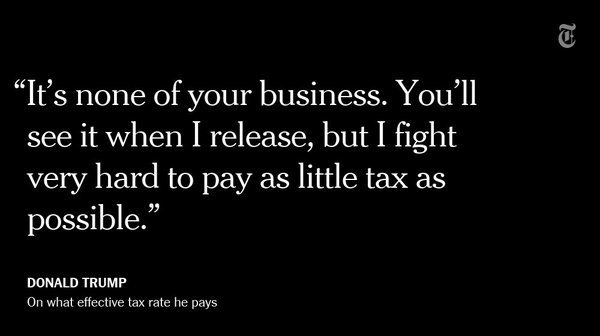 “It’s none of your business. You’ll
see it when I release, but I fight
very hard to pay as little tax as
possible.”
DONALD TRUMP
On what effective tax rate he pays